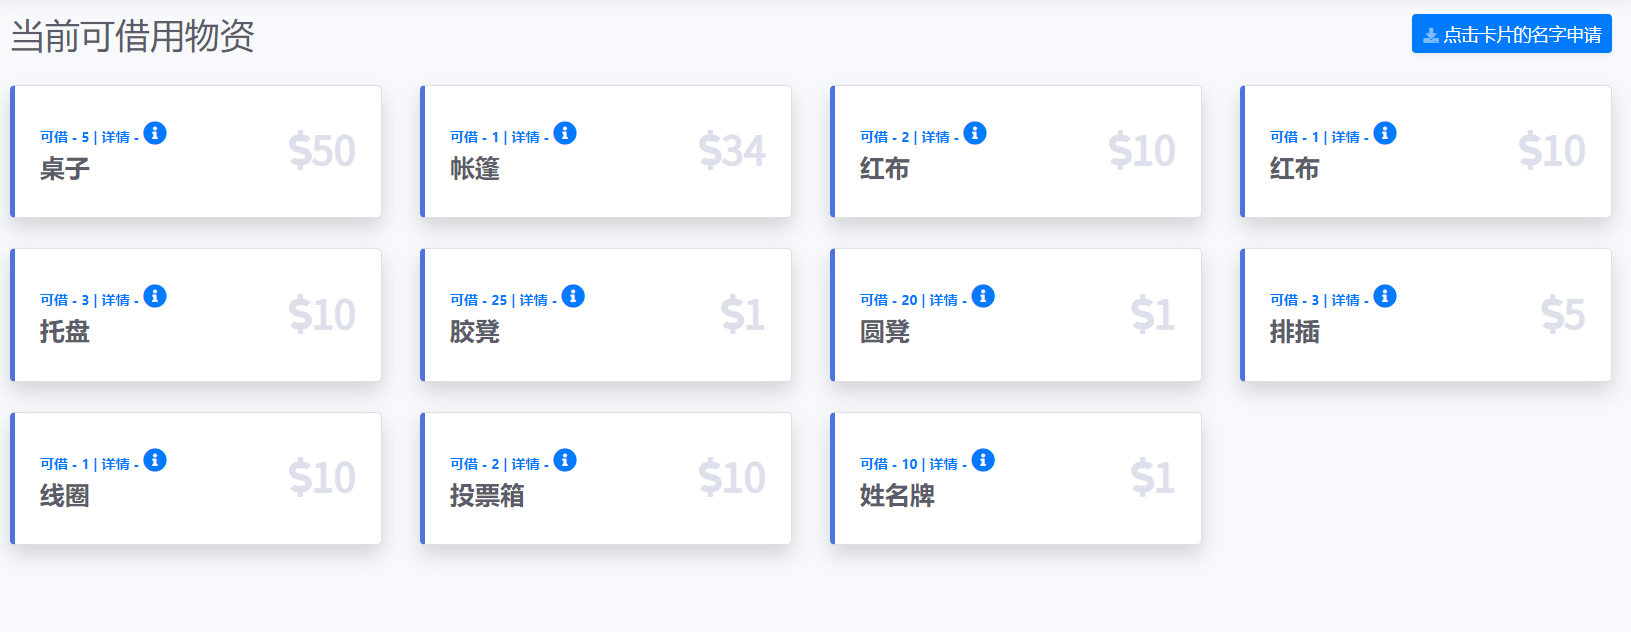 当前可借用物资
点击卡片的名字申请
可借 - 5 | 详情 -
桌子
$50
可借 - 1 | 详情 -
帐篷
$34
可借 - 2 | 详情 -
红布
$10
可借 - 1 | 详情 -
红布
$10
可借 - 3 | 详情 -
托盘
$10
可借 - 25 | 详情 -
胶凳
$1
可借 - 20 | 详情 -
圆凳
$1
可借 - 3 | 详情 -
排插
$5
可借 - 1 | 详情 -
线圈
$10
可借 - 2 | 详情 -
投票箱
$10
可借 - 10 | 详情 -
姓名牌
$1